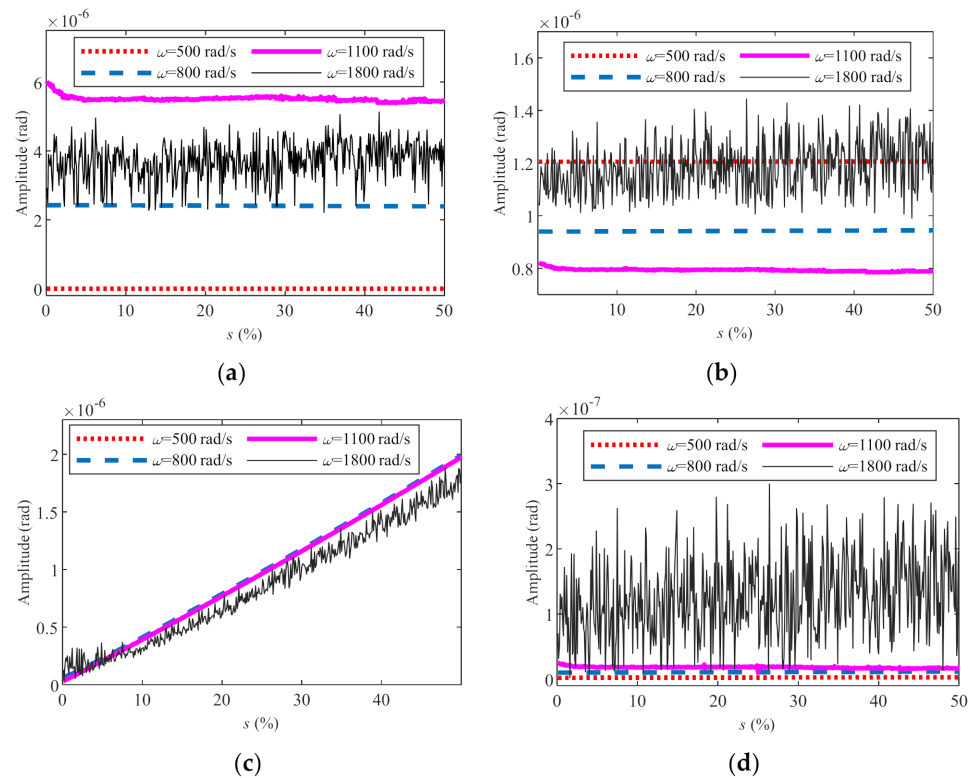 ×10⁻⁶
ω=500 rad/s
ω=1100 rad/s
ω=800 rad/s
ω=1800 rad/s
6
4
2
0
Amplitude (rad)
0 10 20 30 40 50
s (%)
(a)
×10⁻⁶
ω=500 rad/s
ω=1100 rad/s
ω=800 rad/s
ω=1800 rad/s
1.6
1.4
1.2
1
0.8
Amplitude (rad)
10 20 30 40 50
s (%)
(b)
×10⁻⁶
ω=500 rad/s
ω=1100 rad/s
ω=800 rad/s
ω=1800 rad/s
2
1.5
1
0.5
0
Amplitude (rad)
0 10 20 30 40
s (%)
(c)
×10⁻⁷
ω=500 rad/s
ω=1100 rad/s
ω=800 rad/s
ω=1800 rad/s
4
3
2
1
0
Amplitude (rad)
0 10 20 30 40 50
s (%)
(d)